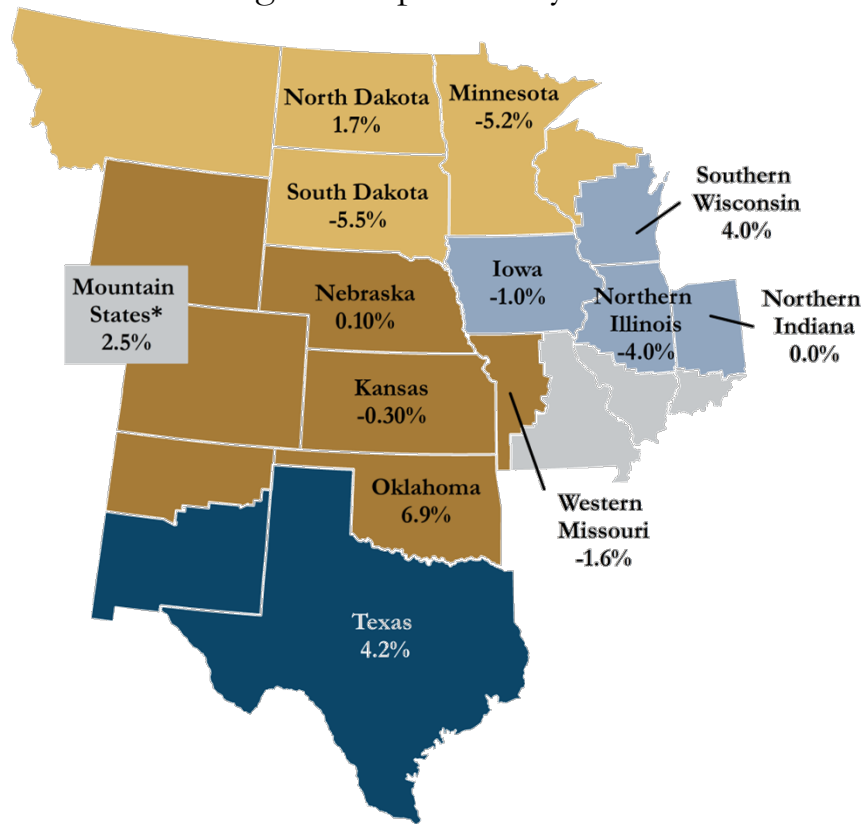 North Dakota
1.7%
Minnesota
-5.2%
South Dakota
-5.5%
Southern
Wisconsin
4.0%
Mountain
States*
2.5%
Nebraska
0.10%
Iowa
-1.0%
Northern
Illinois
-4.0%
Northern
Indiana
0.0%
Kansas
-0.30%
Oklahoma
6.9%
Western
Missouri
-1.6%
Texas
4.2%